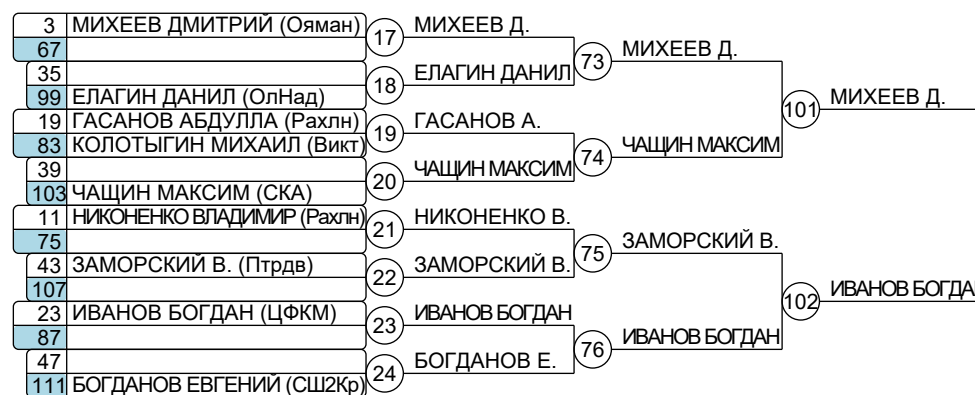 3 МИХЕЕВ ДМИТРИЙ (Ояман) 17 МИХЕЕВ Д.
67
73 МИХЕЕВ Д.
35
18 ЕЛАГИН ДАНИЛ
99 ЕЛАГИН ДАНИЛ (ОлНад)
101 МИХЕЕВ Д.
19 ГАСАНОВ АБДУЛЛА (Рахлн) 19 ГАСАНОВ А.
83 КОЛОТЫГИН МИХАИЛ (Викт)
74 ЧАЩИН МАКСИМ
39
20 ЧАЩИН МАКСИМ
103 ЧАЩИН МАКСИМ (СКА)
11 НИКОНЕНКО ВЛАДИМИР (Рахлн) 21 НИКОНЕНКО В.
75
75 ЗАМОРСКИЙ В.
43 ЗАМОРСКИЙ В. (Птрдв) 22 ЗАМОРСКИЙ В.
107
102 ИВАНОВ БОГДАН
23 ИВАНОВ БОГДАН (ЦФКМ) 23 ИВАНОВ БОГДАН
87
76 ИВАНОВ БОГДАН
47
24 БОГДАНОВ Е.
111 БОГДАНОВ ЕВГЕНИЙ (СШ2Кр)